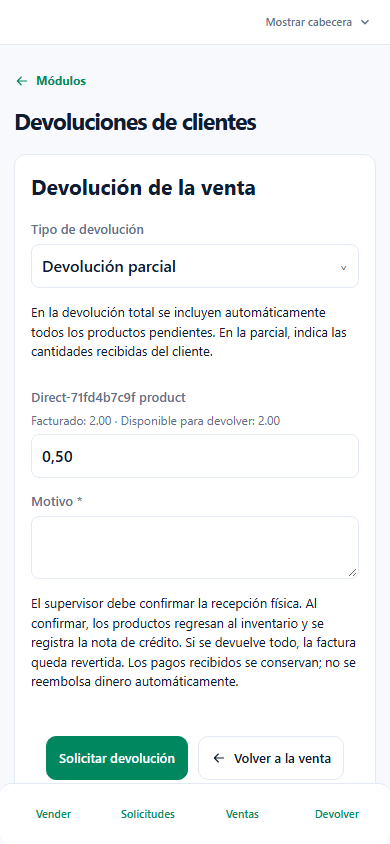 Mostrar cabecera
Módulos
Devoluciones de clientes
Devolución de la venta
Tipo de devolución
Devolución parcial
En la devolución total se incluyen automáticamente
todos los productos pendientes. En la parcial, indica las
cantidades recibidas del cliente.
Direct-71fd4b7c9f product
Facturado: 2.00 · Disponible para devolver: 2.00
0,50
Motivo *
El supervisor debe confirmar la recepción física. Al
confirmar, los productos regresan al inventario y se
registra la nota de crédito. Si se devuelve todo, la factura
queda revertida. Los pagos recibidos se conservan; no se
reembolsa dinero automáticamente.
Solicitar devolución
← Volver a la venta
Vender
Solicitudes
Ventas
Devolver